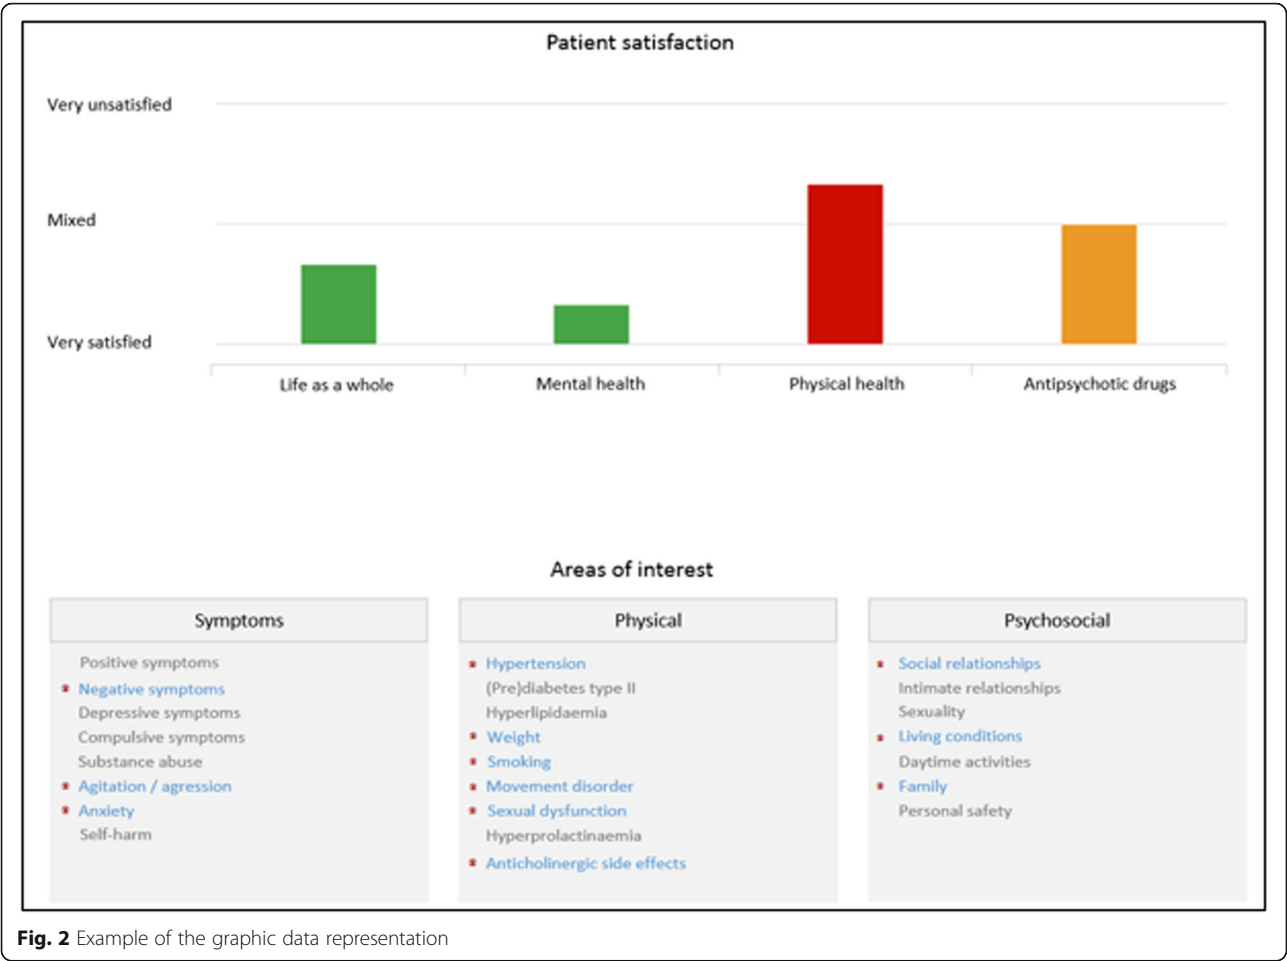 Patient satisfaction
Very unsatisfied
Mixed
Very satisfied
Life as a whole
Mental health
Physical health
Antipsychotic drugs
Areas of interest
Symptoms
Positive symptoms
Negative symptoms
Depressive symptoms
Compulsive symptoms
Substance abuse
Agitation / agression
Anxiety
Self-harm
Physical
Hypertension
(Pre)diabetes type II
Hyperlipidaemia
Weight
Smoking
Movement disorder
Sexual dysfunction
Hyperprolactinaemia
Anticholinergic side effects
Psychosocial
Social relationships
Intimate relationships
Sexuality
Living conditions
Daytime activities
Family
Personal safety
Fig. 2 Example of the graphic data representation